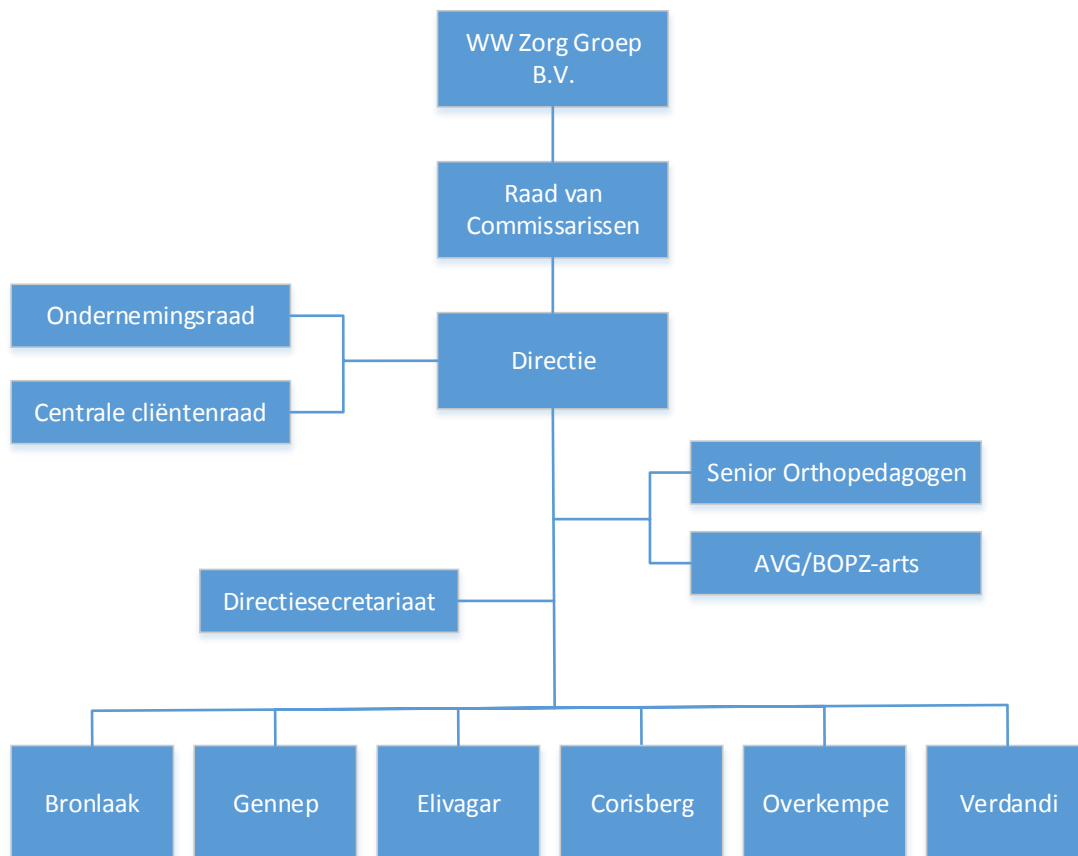 WW Zorg Groep
B.V.
Raad van
Commissarissen
Ondernemingsraad
Directie
Centrale cliëntenraad
Senior Orthopedagogen
AVG/BOPZ-arts
Directiesecretariaat
Bronlaak
Gennep
Elivagar
Corisberg
Overkempe
Verdandi